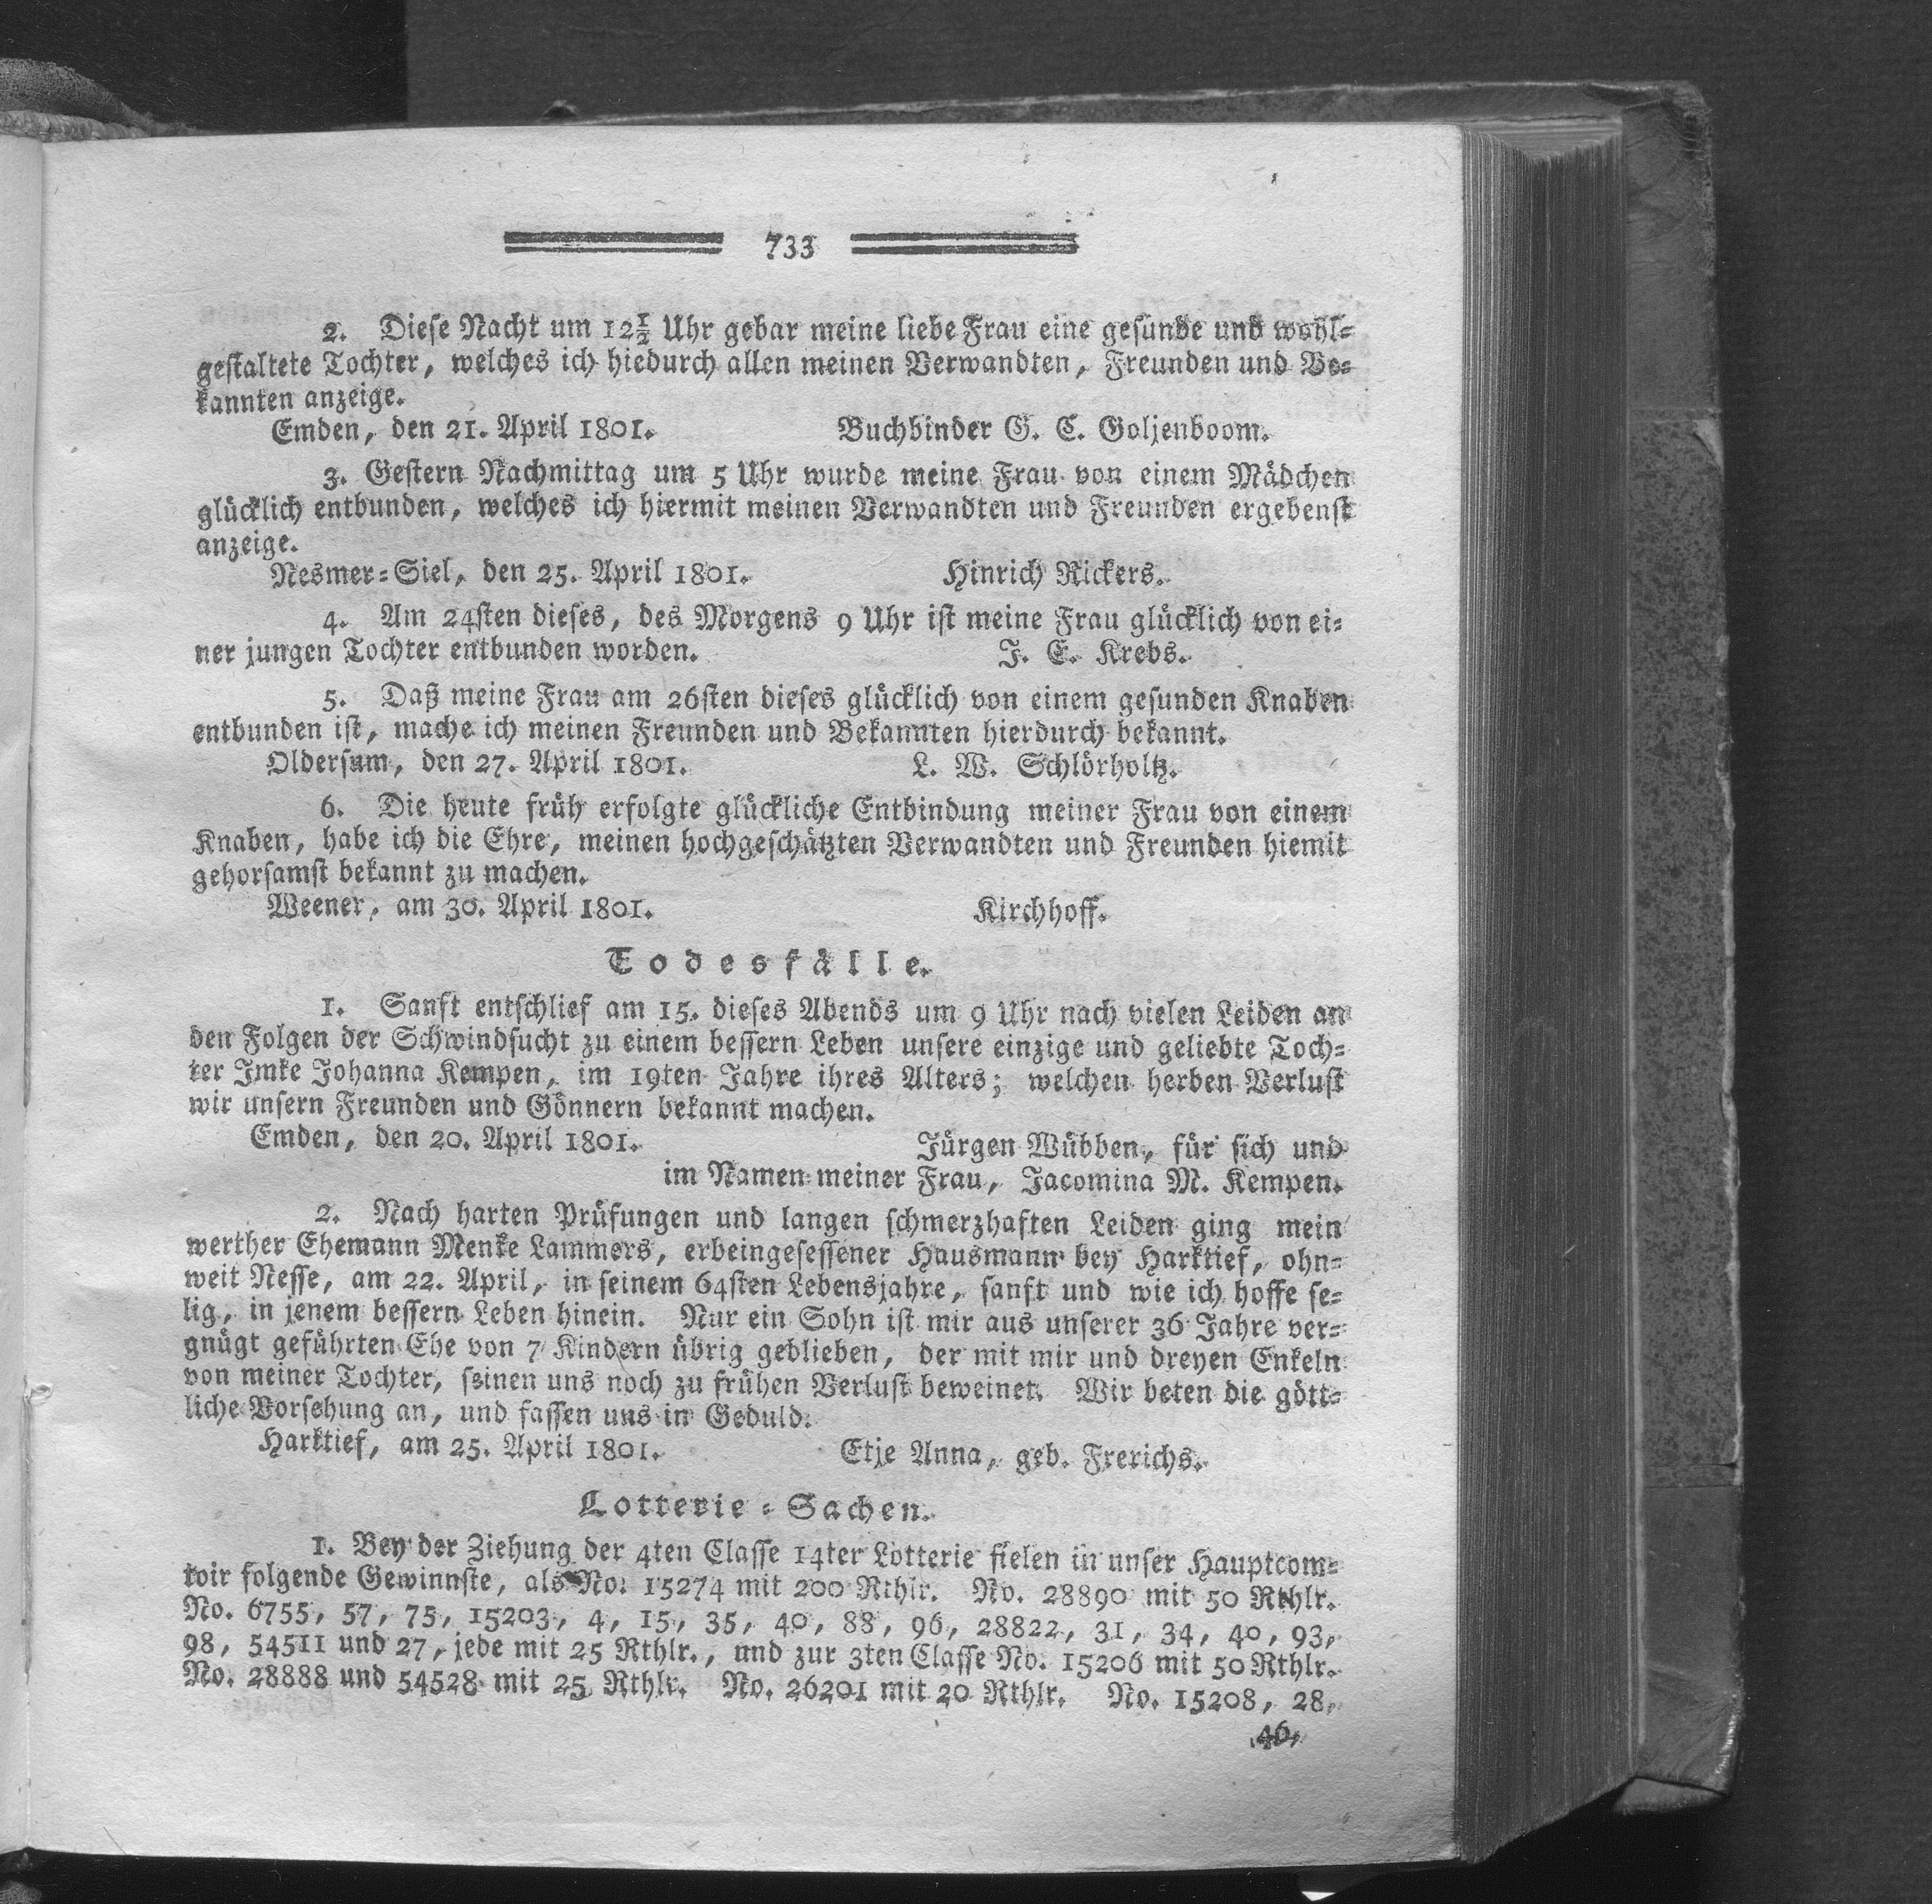 733
2. Diese Nacht um 12½ Uhr gebar meine liebe Frau eine gesunde und wohl=
gestaltete Tochter, welches ich hiedurch allen meinen Verwandten, Freunden und Be=
kannten anzeige.
Emden, den 21. April 1801. Buchbinder G. C. Goljenboom.
3. Gestern Nachmittag um 5 Uhr wurde meine Frau von einem Mädchen
glücklich entbunden, welches ich hiermit meinen Verwandten und Freunden ergebenst
anzeige.
Nesmer=Siel, den 25. April 1801. Hinrich Rickers.
4. Am 24sten dieses, des Morgens 9 Uhr ist meine Frau glücklich von ei=
ner jungen Tochter entbunden worden. J. E. Krebs.
5. Daß meine Frau am 26sten dieses glücklich von einem gesunden Knaben
entbunden ist, mache ich meinen Freunden und Bekannten hierdurch bekannt.
Oldersum, den 27. April 1801. L. W. Schlörholtz.
6. Die heute früh erfolgte glückliche Entbindung meiner Frau von einem
Knaben, habe ich die Ehre, meinen hochgeschätzten Verwandten und Freunden hiemit
gehorsamst bekannt zu machen.
Weener, am 30. April 1801. Kirchhoff.
Todesfälle.
1. Sanft entschlief am 15. dieses Abends um 9 Uhr nach vielen Leiden an
den Folgen der Schwindsucht zu einem bessern Leben unsere einzige und geliebte Toch=
ter Imke Johanna Kempen, im 19ten Jahre ihres Alters; welchen herben Verlust
wir unsern Freunden und Gönnern bekannt machen.
Emden, den 20. April 1801. Jürgen Wübben, für sich und
im Namen meiner Frau, Jacomina M. Kempen.
2. Nach harten Prüfungen und langen schmerzhaften Leiden ging mein
werther Ehemann Menke Lammers, erbeingesessener Hausmann bey Harktief, ohn=
weit Nesse, am 22. April, in seinem 64sten Lebensjahre, sanft und wie ich hoffe se=
lig, in jenem bessern Leben hinein. Nur ein Sohn ist mir aus unserer 36 Jahre ver=
gnügt geführten Ehe von 7 Kindern übrig geblieben, der mit mir und dreyen Enkeln
von meiner Tochter, seinen uns noch zu frühen Verlust beweinet. Wir beten die gött=
liche Vorsehung an, und fassen uns in Geduld.
Harktief, am 25. April 1801. Etje Anna, geb. Frerichs.
Lotterie=Sachen.
1. Bey der Ziehung der 4ten Classe 14ter Lotterie fielen in unser Hauptcom=
toir folgende Gewinnste, als No. 15274 mit 200 Rthlr. No. 28890 mit 50 Rthlr.
No. 6755, 57, 75, 15203, 4, 15, 35, 40, 88, 96, 28822, 31, 34, 40, 93,
98, 54511 und 27, jede mit 25 Rthlr., und zur 3ten Classe No. 15206 mit 50 Rthlr.
No. 28888 und 54528 mit 25 Rthlr. No. 26201 mit 20 Rthlr. No. 15208, 28,
46,